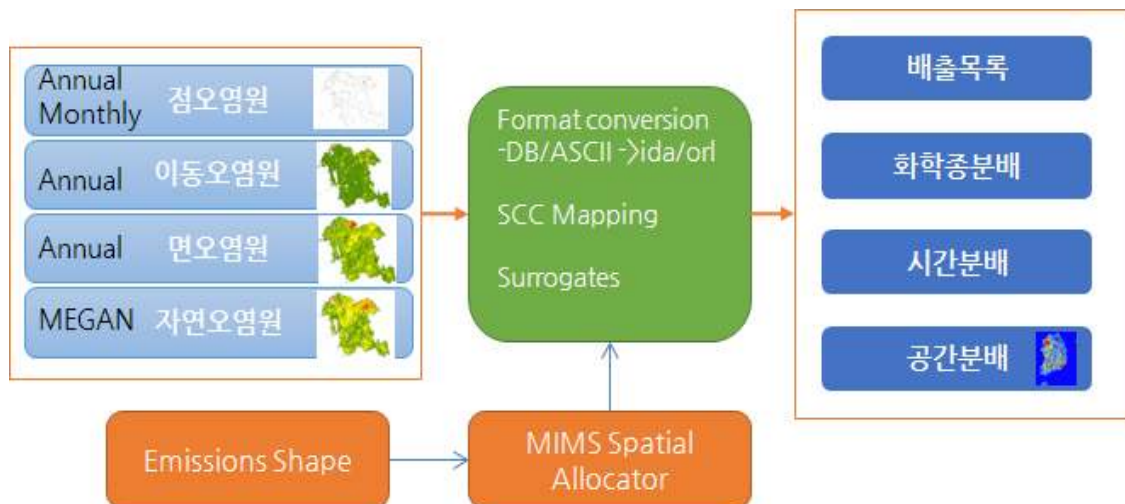 Annual
Monthly
점오염원
Annual
이동오염원
Annual
면오염원
MEGAN
자연오염원
Format conversion
-DB/ASCII ->ida/orl
SCC Mapping
Surrogates
배출목록
화학종분배
시간분배
공간분배
Emissions Shape
MIMS Spatial
Allocator